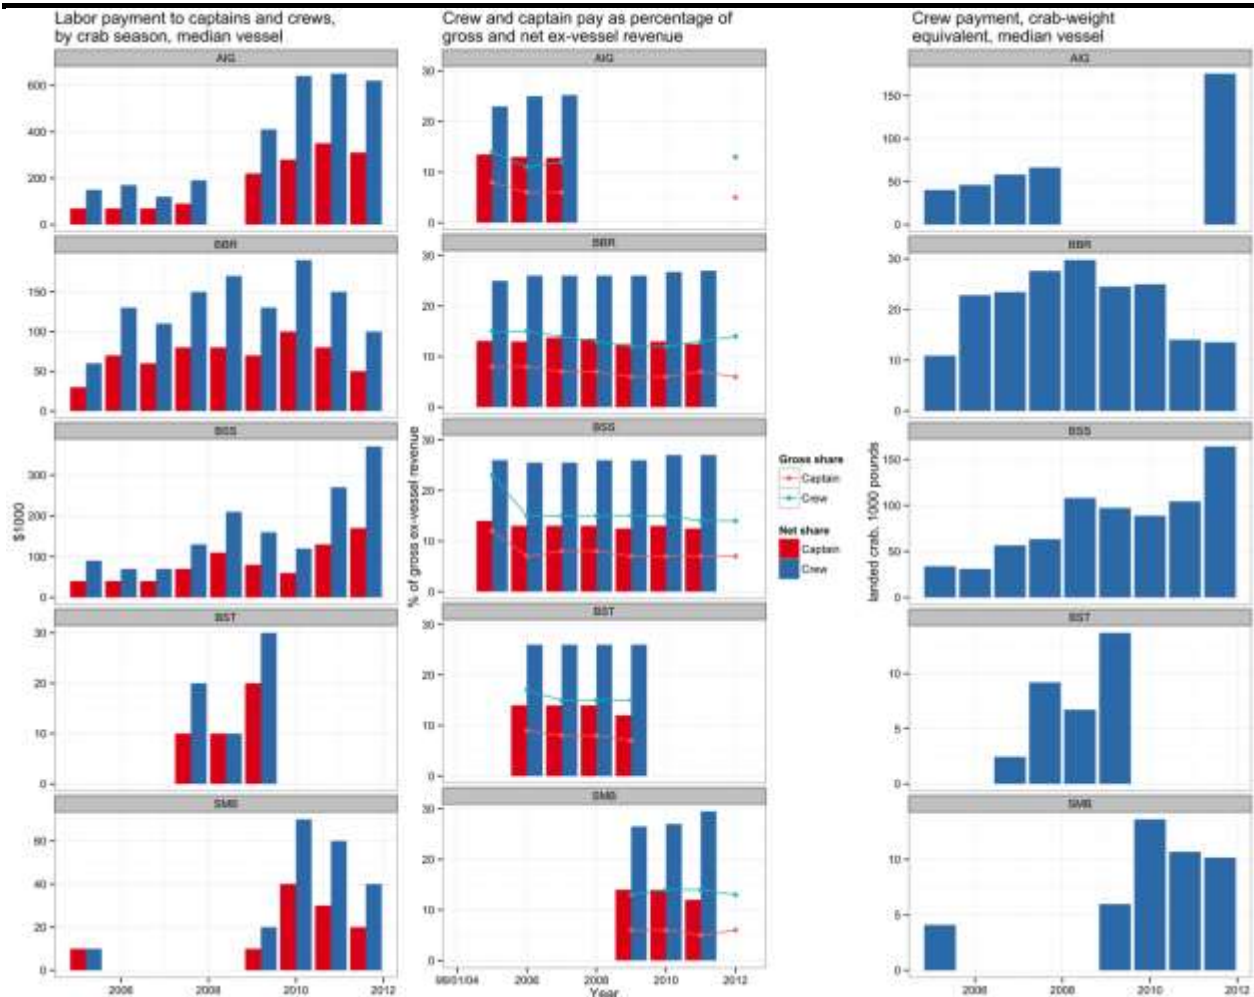 Labor payment to captains and crews,
by crab season, median vessel
AIG
600
400
200
0
BBR
150
100
50
0
BSS
300
200
100
0
$1000
BST
30
20
10
0
SMB
60
40
20
0
2006
2008
2010
2012
Crew and captain pay as percentage of
gross and net ex-vessel revenue
AIG
30
20
10
0
BBR
30
20
10
0
BSS
30
20
10
0
% of gross ex-vessel revenue
BST
30
20
10
0
SMB
30
20
10
0
98/01/04
2006
2008
2010
2012
Year
Gross share
Captain
Crew
Net share
Captain
Crew
Crew payment, crab-weight
equivalent, median vessel
AIG
150
100
50
0
BBR
30
20
10
0
BSS
150
100
50
0
landed crab, 1000 pounds
BST
10
5
0
SMB
10
5
0
2006
2008
2010
2012